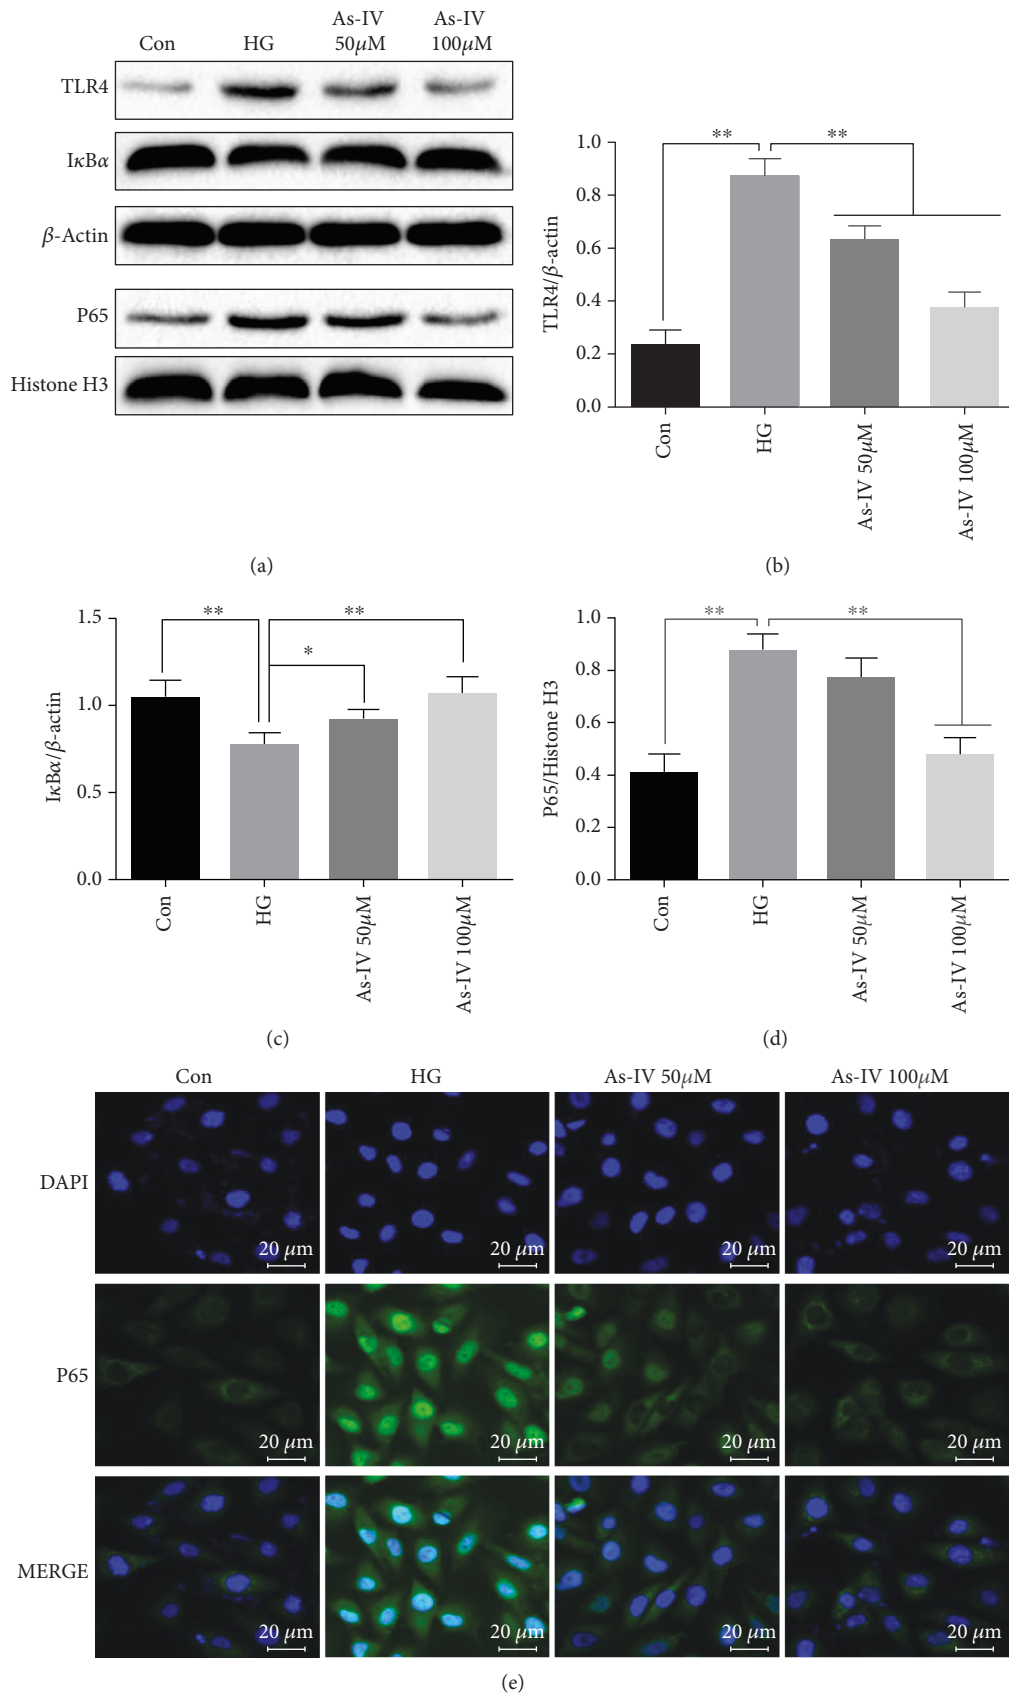 Con HG As-IV 50μM As-IV 100μM
TLR4
IκBα
β-Actin
P65
Histone H3
(a)
TLR4/β-actin
1.0
0.8
0.6
0.4
0.2
0.0
** **
Con HG As-IV 50μM As-IV 100μM
(b)
IκBα/β-actin
1.5
1.0
0.5
0.0
** * **
Con HG As-IV 50μM As-IV 100μM
(c)
P65/Histone H3
1.0
0.8
0.6
0.4
0.2
0.0
** **
Con HG As-IV 50μM As-IV 100μM
(d)
Con HG As-IV 50μM As-IV 100μM
DAPI
20 μm 20 μm 20 μm 20 μm
P65
20 μm 20 μm 20 μm 20 μm
MERGE
20 μm 20 μm 20 μm 20 μm
(e)